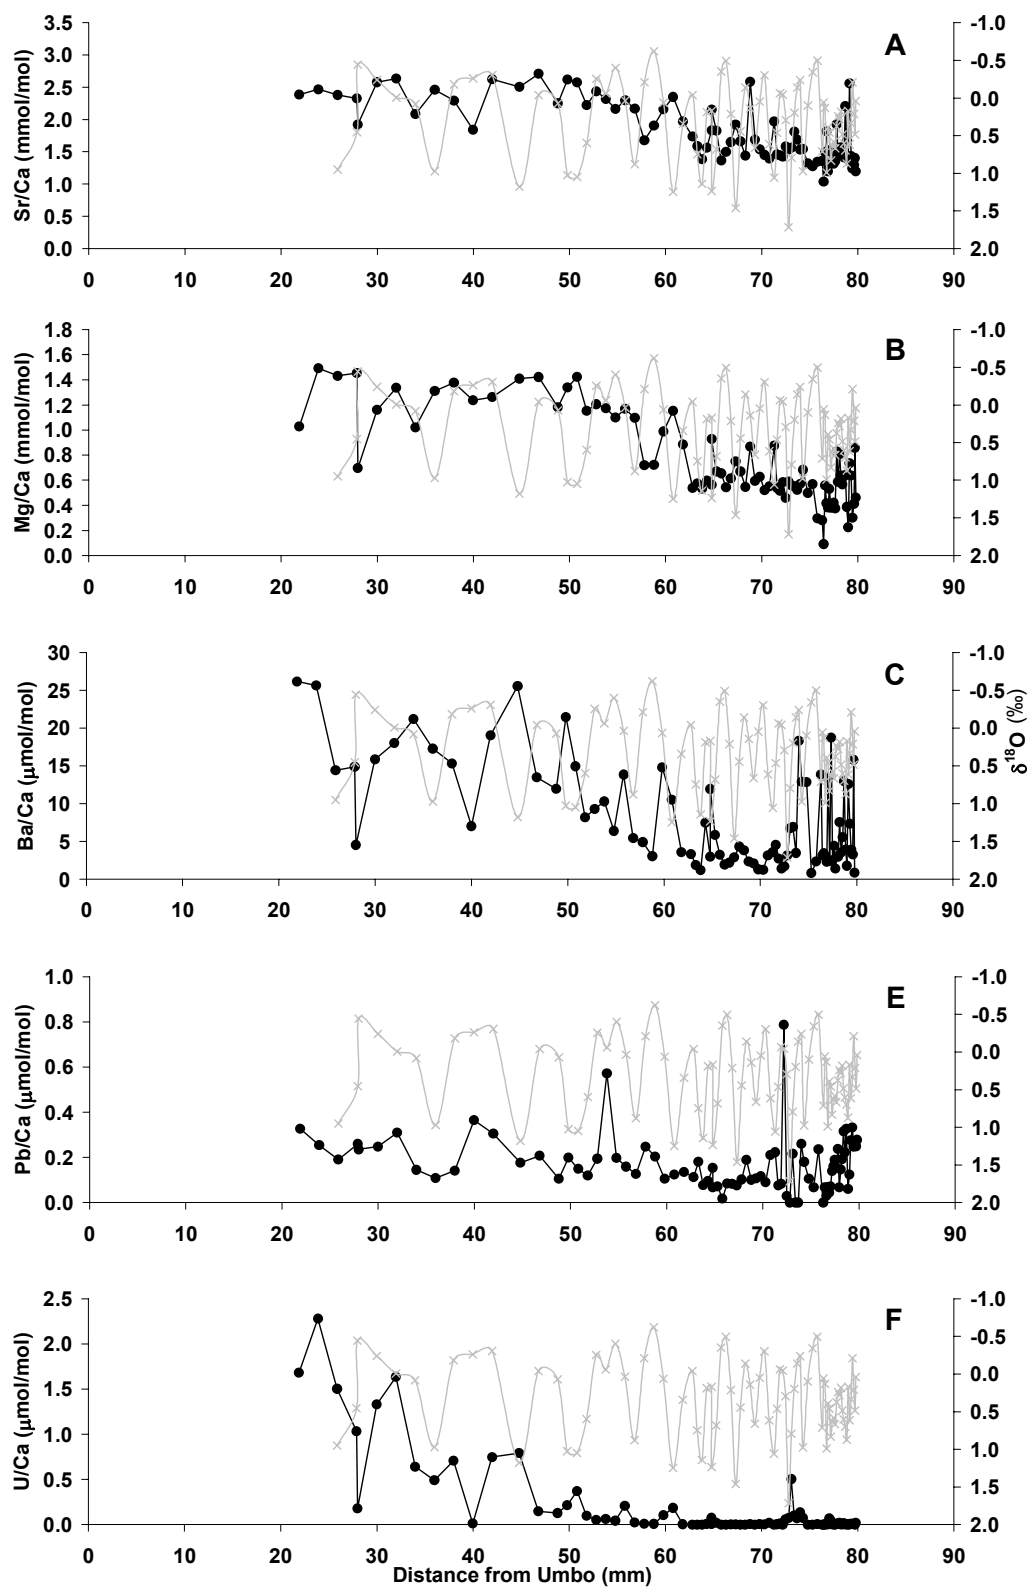 A
Sr/Ca (mmol/mol)
3.5 -1.0
3.0 -0.5
2.5 0.0
2.0 0.5
1.5 1.0
1.0 1.5
0.5 2.0
0.0
0 10 20 30 40 50 60 70 80 90
B
Mg/Ca (mmol/mol)
1.8 -1.0
1.6 -0.5
1.4 0.0
1.2 0.5
1.0 1.0
0.8 1.5
0.6 2.0
0.4
0.2
0.0
0 10 20 30 40 50 60 70 80 90
C
Ba/Ca (μmol/mol)
δ18O (‰)
30 -1.0
25 -0.5
20 0.0
15 0.5
10 1.0
5 1.5
0 2.0
0 10 20 30 40 50 60 70 80 90
E
Pb/Ca (μmol/mol)
1.0 -1.0
0.8 -0.5
0.6 0.0
0.4 0.5
0.2 1.0
0.0 1.5
2.0
0 10 20 30 40 50 60 70 80 90
F
U/Ca (μmol/mol)
2.5 -1.0
2.0 -0.5
1.5 0.0
1.0 0.5
0.5 1.0
0.0 1.5
2.0
0 10 20 30 40 50 60 70 80 90
Distance from Umbo (mm)